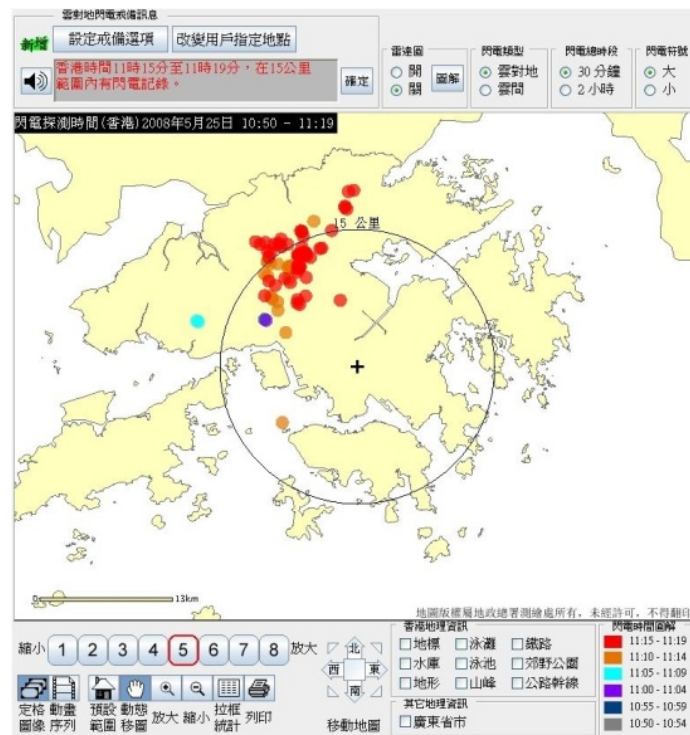 雲對地閃電戒備訊息
新增
設定戒備選項
改變用戶指定地點
香港時間11時15分至11時19分，在15公里
範圍內有閃電記錄。
確定
雷達圖
開
關
圖解
閃電類型
雲對地
雲間
閃電總時段
30 分鐘
2 小時
閃電符號
大
小
閃電探測時間(香港)2008年5月25日 10:50 - 11:19
15 公里
0 13km
地圖版權屬地政總署測繪處所有，未經許可，不得翻印
縮小 1 2 3 4 5 6 7 8 放大
定格
圖像
動畫
序列
預設
範圍
動態
移圖
放大
縮小
拉框
統計
列印
北
西 東
南
移動地圖
香港地理資訊
地標 泳灘 鐵路
水庫 泳池 郊野公園
地形 山峰 公路幹線
其它地理資訊
廣東省市
閃電時間圖解
11:15 - 11:19
11:10 - 11:14
11:05 - 11:09
11:00 - 11:04
10:55 - 10:59
10:50 - 10:54